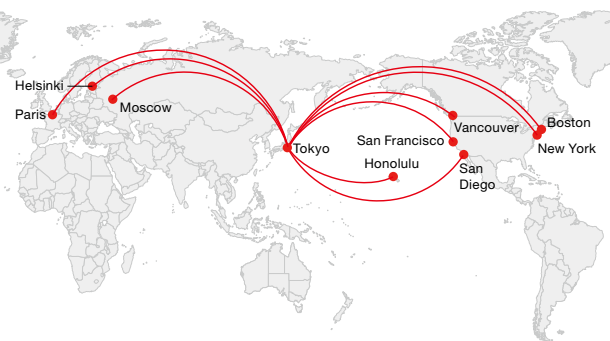 Helsinki
Moscow
Paris
Tokyo
Vancouver
Boston
San Francisco
New York
Honolulu
San
Diego